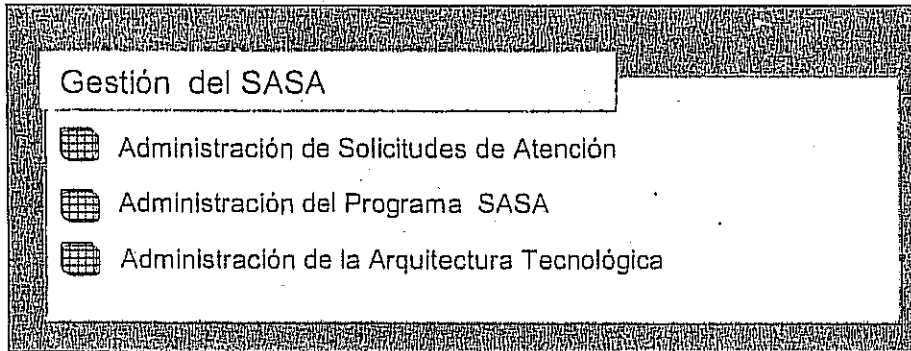 Gestión del SASA
Administración de Solicitudes de Atención
Administración del Programa SASA
Administración de la Arquitectura Tecnológica